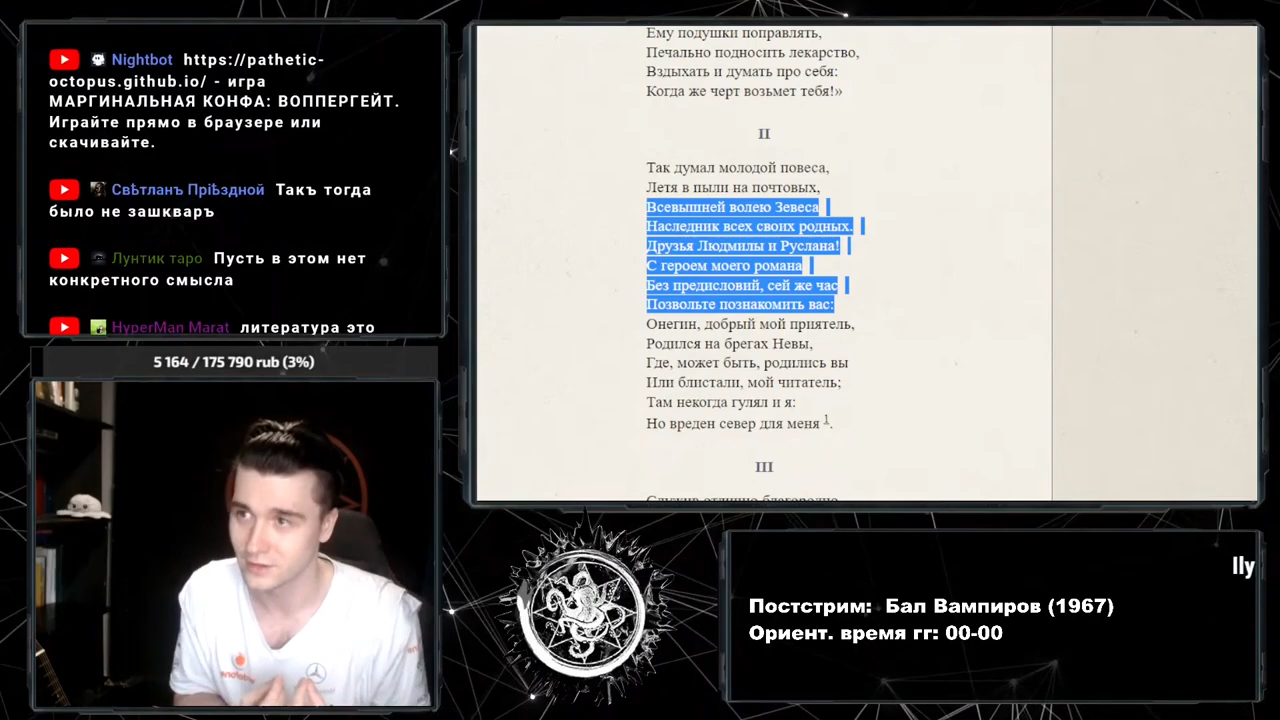 Nightbot https://pathetic-
octopus.github.io/ - игра
МАРГИНАЛЬНАЯ КОНФА: ВОППЕРГЕЙТ.
Играйте прямо в браузере или
скачивайте.
Свѣтланъ Прiѣздной Такъ тогда
было не зашкваръ
Лунтик таро Пусть в этом нет
конкретного смысла
HyperMan Marat литература это
5 164 / 175 790 rub (3%)
Ему подушки поправлять,
Печально подносить лекарство,
Вздыхать и думать про себя:
Когда же черт возьмет тебя!»
II
Так думал молодой повеса,
Летя в пыли на почтовых,
Всевышней волею Зевеса
Наследник всех своих родных.
Друзья Людмилы и Руслана!
С героем моего романа
Без предисловий, сей же час
Позвольте познакомить вас:
Онегин, добрый мой приятель,
Родился на брегах Невы,
Где, может быть, родились вы
Или блистали, мой читатель;
Там некогда гулял и я:
Но вреден север для меня 1.
III
Служив отлично благородно,
lly
Постстрим: Бал Вампиров (1967)
Ориент. время гг: 00-00